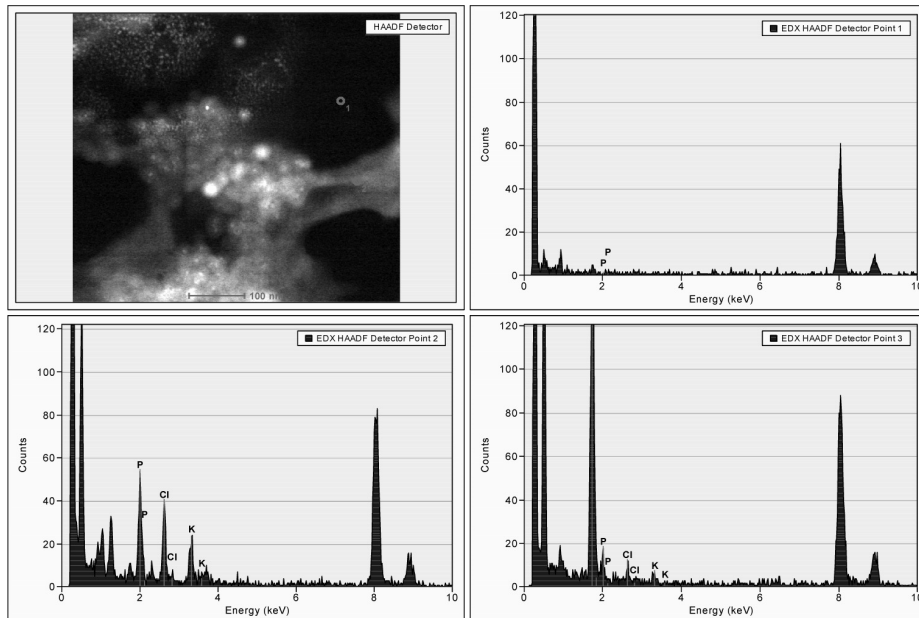 HAADF Detector
1
100 nm
EDX HAADF Detector Point 1
120
100
80
60
40
20
0
Counts
P
P
0 2 4 6 8 10
Energy (keV)
EDX HAADF Detector Point 2
120
100
80
60
40
20
0
Counts
P
P
Cl
Cl
K
K
0 2 4 6 8 10
Energy (keV)
EDX HAADF Detector Point 3
120
100
80
60
40
20
0
Counts
P
P
Cl
Cl
K
K
0 2 4 6 8 10
Energy (keV)